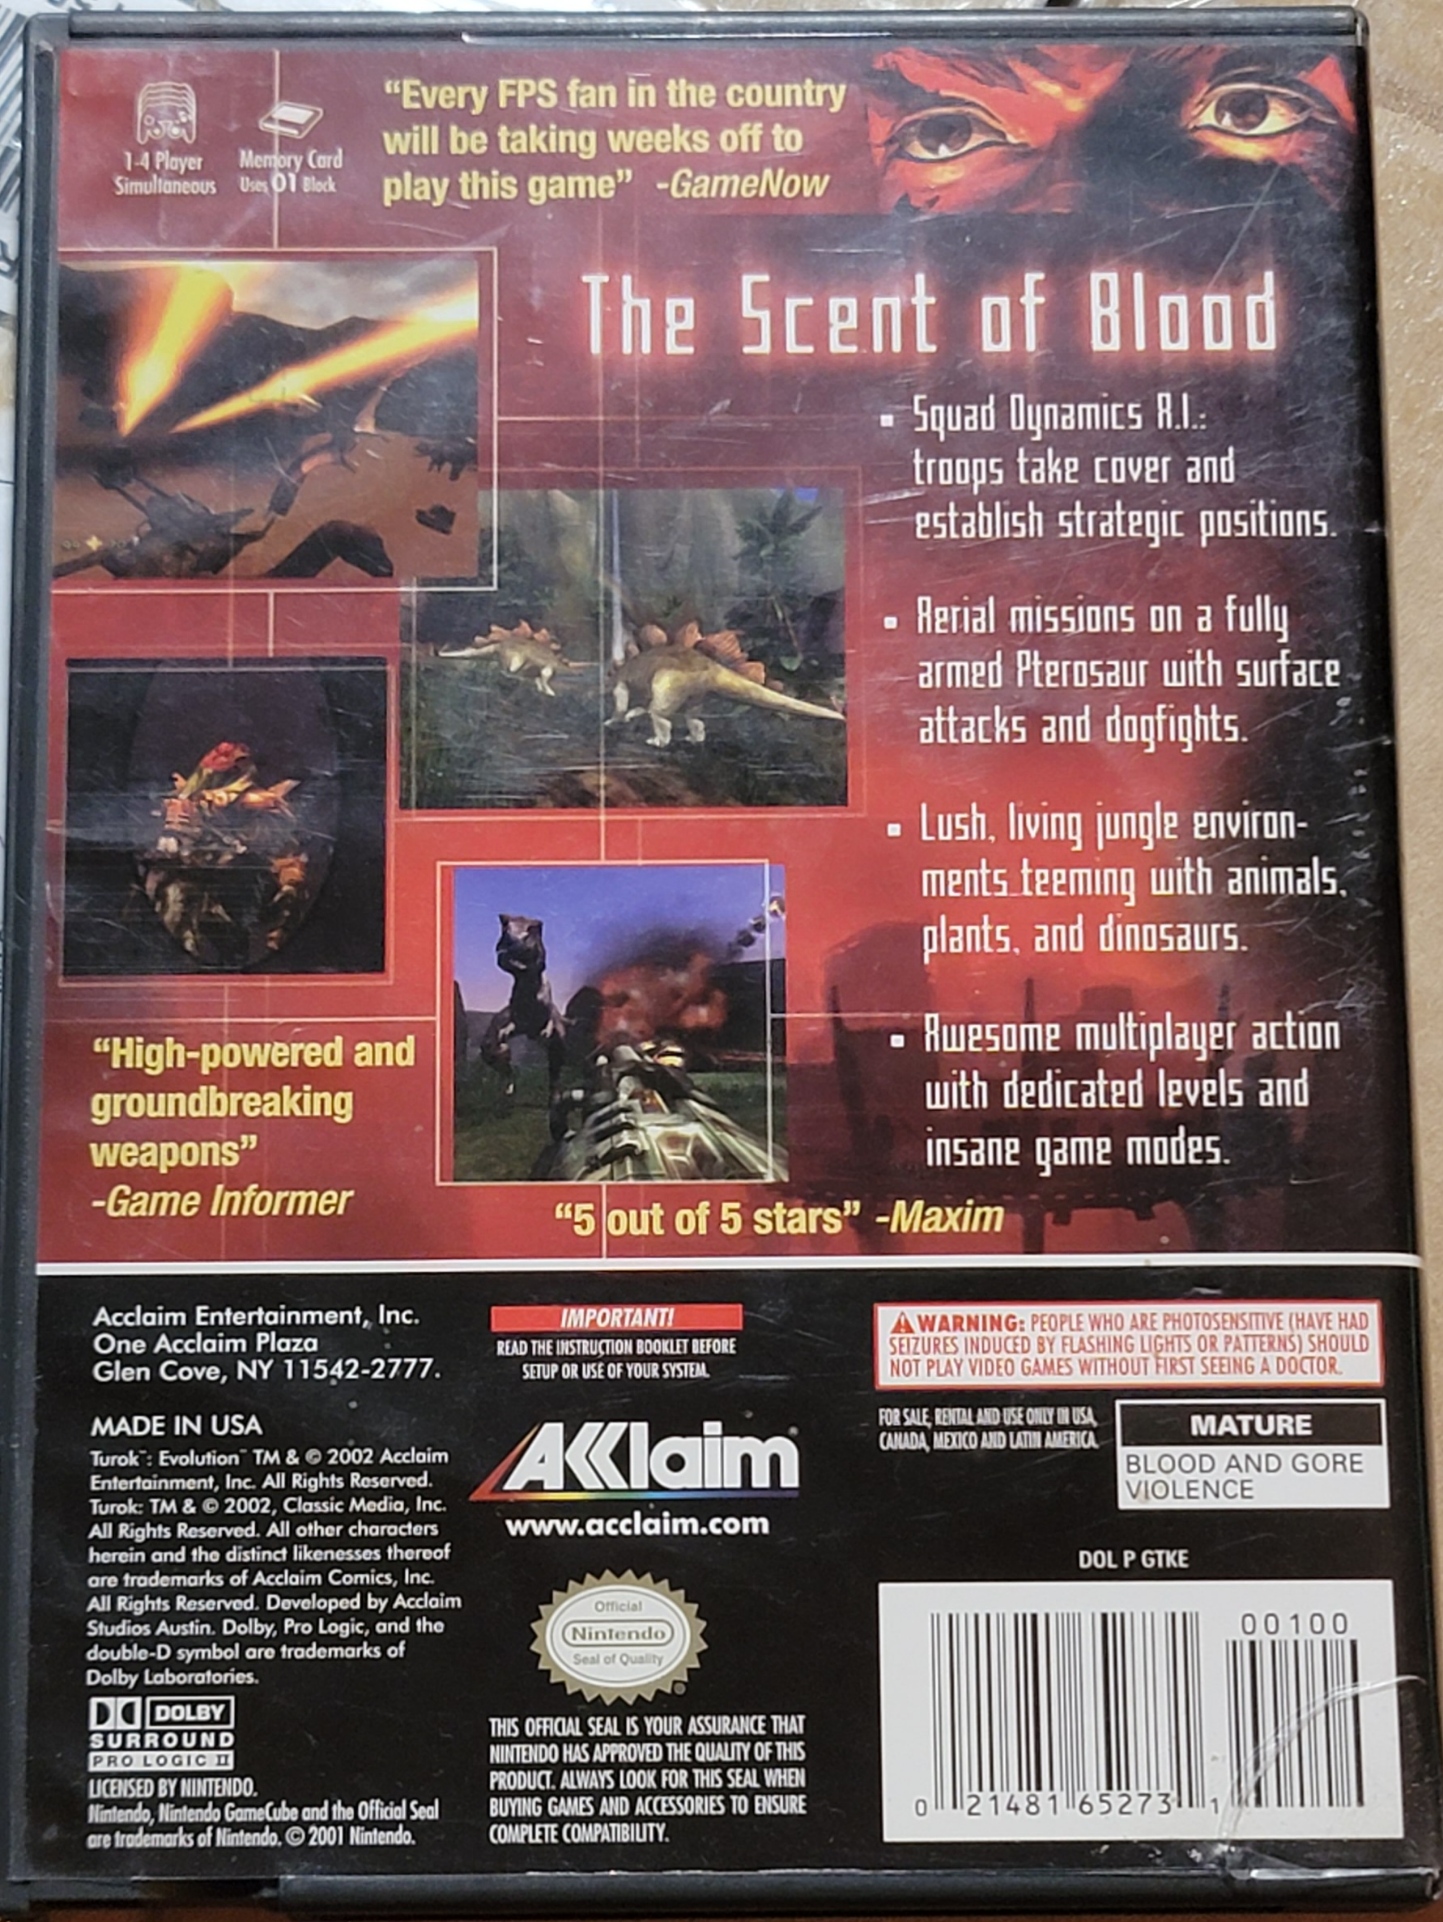 1-4 Player
Simultaneous
Memory Card
Uses 01 Block
“Every FPS fan in the country
will be taking weeks off to
play this game” -GameNow
The Scent of Blood
▪ Squad Dynamics A.I.:
troops take cover and
establish strategic positions.
▪ Aerial missions on a fully
armed Pterosaur with surface
attacks and dogfights.
▪ Lush, living jungle environ-
ments teeming with animals,
plants, and dinosaurs.
▪ Awesome multiplayer action
with dedicated levels and
insane game modes.
“High-powered and
groundbreaking
weapons”
-Game Informer
“5 out of 5 stars” -Maxim
Acclaim Entertainment, Inc.
One Acclaim Plaza
Glen Cove, NY 11542-2777.
MADE IN USA
Turok™: Evolution™ TM & © 2002 Acclaim
Entertainment, Inc. All Rights Reserved.
Turok: TM & © 2002, Classic Media, Inc.
All Rights Reserved. All other characters
herein and the distinct likenesses thereof
are trademarks of Acclaim Comics, Inc.
All Rights Reserved. Developed by Acclaim
Studios Austin. Dolby, Pro Logic, and the
double-D symbol are trademarks of
Dolby Laboratories.
DOLBY
SURROUND
PRO LOGIC II
LICENSED BY NINTENDO.
Nintendo, Nintendo GameCube and the Official Seal
are trademarks of Nintendo. © 2001 Nintendo.
IMPORTANT!
READ THE INSTRUCTION BOOKLET BEFORE
SETUP OR USE OF YOUR SYSTEM.
AKKlaim
www.acclaim.com
Official
Nintendo
Seal of Quality
THIS OFFICIAL SEAL IS YOUR ASSURANCE THAT
NINTENDO HAS APPROVED THE QUALITY OF THIS
PRODUCT. ALWAYS LOOK FOR THIS SEAL WHEN
BUYING GAMES AND ACCESSORIES TO ENSURE
COMPLETE COMPATIBILITY.
WARNING: PEOPLE WHO ARE PHOTOSENSITIVE (HAVE HAD
SEIZURES INDUCED BY FLASHING LIGHTS OR PATTERNS) SHOULD
NOT PLAY VIDEO GAMES WITHOUT FIRST SEEING A DOCTOR.
FOR SALE, RENTAL AND USE ONLY IN USA,
CANADA, MEXICO AND LATIN AMERICA.
MATURE
BLOOD AND GORE
VIOLENCE
DOL P GTKE
00100
0 21481 65273 1